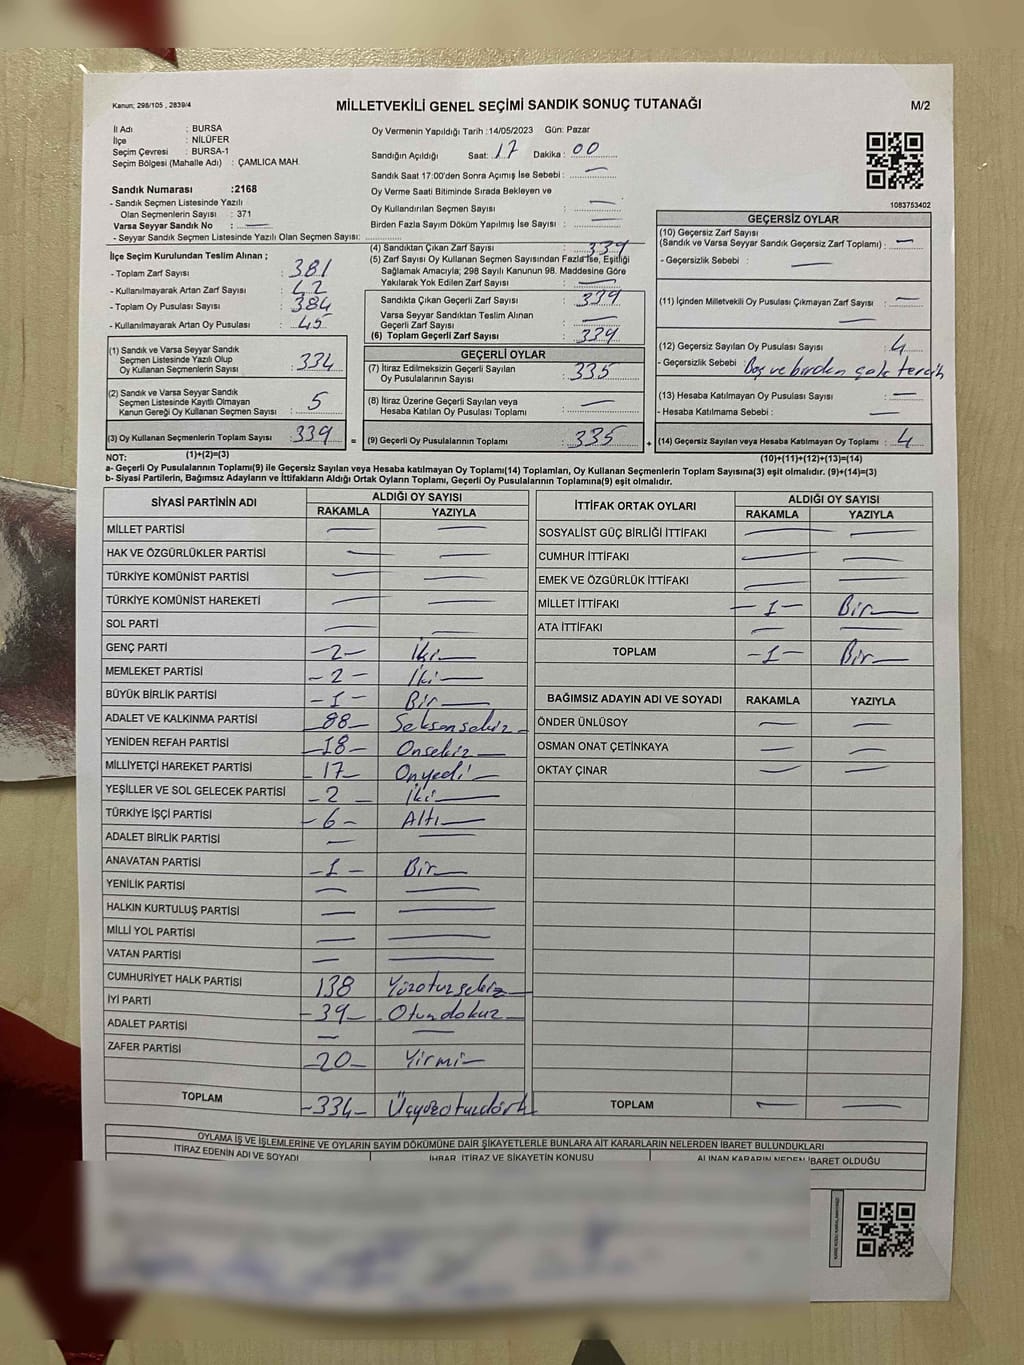 Kanun; 298/105 , 2839/4
MİLLETVEKİLİ GENEL SEÇİMİ SANDIK SONUÇ TUTANAĞI
M/2
İl Adı : BURSA
İlçe : NİLÜFER
Seçim Çevresi : BURSA-1
Seçim Bölgesi (Mahalle Adı) : ÇAMLICA MAH.
Sandık Numarası :2168
- Sandık Seçmen Listesinde Yazılı
Olan Seçmenlerin Sayısı : 371
Varsa Seyyar Sandık No : —
- Seyyar Sandık Seçmen Listesinde Yazılı Olan Seçmen Sayısı:
Oy Vermenin Yapıldığı Tarih :14/05/2023 Gün: Pazar
Sandığın Açıldığı Saat: 17 Dakika : 00
Sandık Saat 17:00'den Sonra Açımış İse Sebebi : —
Oy Verme Saati Bitiminde Sırada Bekleyen ve
Oy Kullandırılan Seçmen Sayısı : —
Birden Fazla Sayım Döküm Yapılmış İse Sayısı : —
1083753402
İlçe Seçim Kurulundan Teslim Alınan ;
- Toplam Zarf Sayısı : 381
- Kullanılmayarak Artan Zarf Sayısı : 42
- Toplam Oy Pusulası Sayısı : 384
- Kullanılmayarak Artan Oy Pusulası : 45
(1) Sandık ve Varsa Seyyar Sandık
Seçmen Listesinde Yazılı Olup
Oy Kullanan Seçmenlerin Sayısı : 334
(2) Sandık ve Varsa Seyyar Sandık
Seçmen Listesinde Kayıtlı Olmayan
Kanun Gereği Oy Kullanan Seçmen Sayısı : 5
(3) Oy Kullanan Seçmenlerin Toplam Sayısı : 339
(4) Sandıktan Çıkan Zarf Sayısı : 339
(5) Zarf Sayısı Oy Kullanan Seçmen Sayısından Fazla İse, Eşitliği
Sağlamak Amacıyla; 298 Sayılı Kanunun 98. Maddesine Göre
Yakılarak Yok Edilen Zarf Sayısı : —
Sandıkta Çıkan Geçerli Zarf Sayısı : 339
Varsa Seyyar Sandıktan Teslim Alınan
Geçerli Zarf Sayısı : —
(6) Toplam Geçerli Zarf Sayısı : 339
GEÇERLİ OYLAR
(7) İtiraz Edilmeksizin Geçerli Sayılan
Oy Pusulalarının Sayısı : 335
(8) İtiraz Üzerine Geçerli Sayılan veya
Hesaba Katılan Oy Pusulası Toplamı : —
= (9) Geçerli Oy Pusulalarının Toplamı : 335
GEÇERSİZ OYLAR
(10) Geçersiz Zarf Sayısı
(Sandık ve Varsa Seyyar Sandık Geçersiz Zarf Toplamı) : —
- Geçersizlik Sebebi : —
(11) İçinden Milletvekili Oy Pusulası Çıkmayan Zarf Sayısı : —
(12) Geçersiz Sayılan Oy Pusulası Sayısı : 4
- Geçersizlik Sebebi : Boş ve birden çok tercih
(13) Hesaba Katılmayan Oy Pusulası Sayısı : —
- Hesaba Katılmama Sebebi : —
+ (14) Geçersiz Sayılan veya Hesaba Katılmayan Oy Toplamı : 4
NOT: (1)+(2)=(3)
(10)+(11)+(12)+(13)=(14)
a- Geçerli Oy Pusulalarının Toplamı(9) ile Geçersiz Sayılan veya Hesaba katılmayan Oy Toplamı(14) Toplamları, Oy Kullanan Seçmenlerin Toplam Sayısına(3) eşit olmalıdır. (9)+(14)=(3)
b- Siyasi Partilerin, Bağımsız Adayların ve İttifakların Aldığı Ortak Oyların Toplamı, Geçerli Oy Pusulalarının Toplamına(9) eşit olmalıdır.
SİYASİ PARTİNİN ADI ALDIĞI OY SAYISI
RAKAMLA YAZIYLA
MİLLET PARTİSİ — —
HAK VE ÖZGÜRLÜKLER PARTİSİ — —
TÜRKİYE KOMÜNİST PARTİSİ — —
TÜRKİYE KOMÜNİST HAREKETİ — —
SOL PARTİ — —
GENÇ PARTİ -2- İki
MEMLEKET PARTİSİ -2- İki
BÜYÜK BİRLİK PARTİSİ -1- Bir
ADALET VE KALKINMA PARTİSİ -88- Seksensekiz
YENİDEN REFAH PARTİSİ -18- Onsekiz
MİLLİYETÇİ HAREKET PARTİSİ -17- Onyedi
YEŞİLLER VE SOL GELECEK PARTİSİ -2- İki
TÜRKİYE İŞÇİ PARTİSİ -6- Altı
ADALET BİRLİK PARTİSİ — —
ANAVATAN PARTİSİ -1- Bir
YENİLİK PARTİSİ — —
HALKIN KURTULUŞ PARTİSİ — —
MİLLİ YOL PARTİSİ — —
VATAN PARTİSİ — —
CUMHURİYET HALK PARTİSİ 138 Yüzotuzsekiz
İYİ PARTİ -39- Otuzdokuz
ADALET PARTİSİ — —
ZAFER PARTİSİ -20- Yirmi
TOPLAM -334- Üçyüzotuzdört
İTTİFAK ORTAK OYLARI ALDIĞI OY SAYISI
RAKAMLA YAZIYLA
SOSYALİST GÜÇ BİRLİĞİ İTTİFAKI — —
CUMHUR İTTİFAKI — —
EMEK VE ÖZGÜRLÜK İTTİFAKI — —
MİLLET İTTİFAKI -1- Bir
ATA İTTİFAKI — —
TOPLAM -1- Bir
BAĞIMSIZ ADAYIN ADI VE SOYADI RAKAMLA YAZIYLA
ÖNDER ÜNLÜSOY — —
OSMAN ONAT ÇETİNKAYA — —
OKTAY ÇINAR — —
TOPLAM — —
OYLAMA İŞ VE İŞLEMLERİNE VE OYLARIN SAYIM DÖKÜMÜNE DAİR ŞİKAYETLERLE BUNLARA AİT KARARLARIN NELERDEN İBARET BULUNDUKLARI
İTİRAZ EDENİN ADI VE SOYADI İHBAR, İTİRAZ VE ŞİKAYETİN KONUSU ALINAN KARARIN NEDEN İBARET OLDUĞU